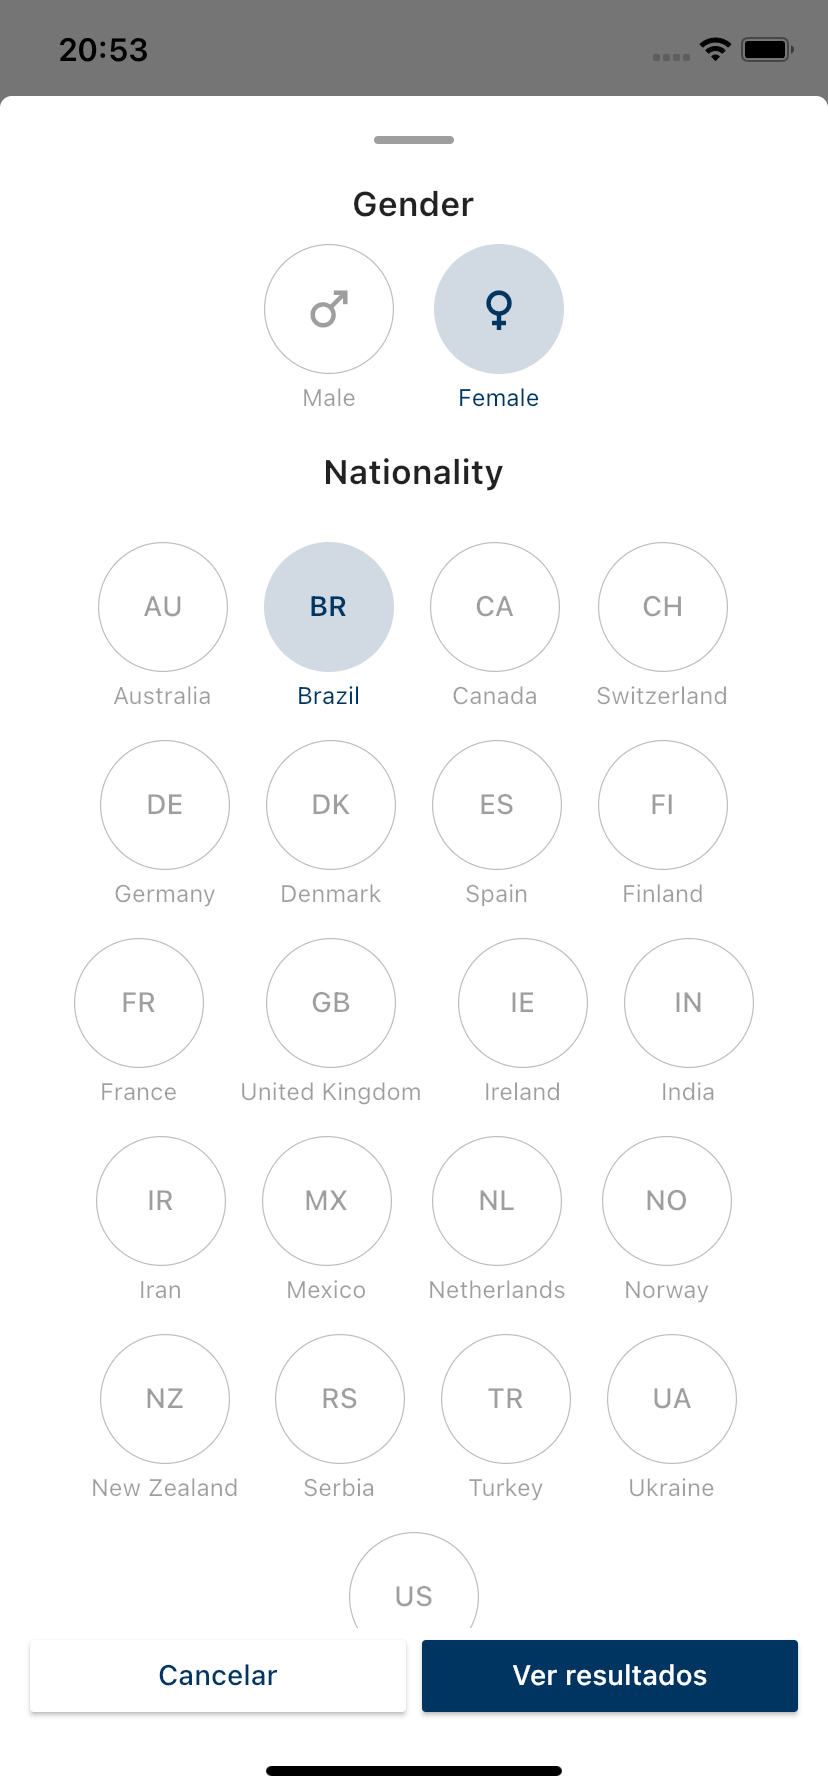 20:53
Gender
Male Female
Nationality
AU BR CA CH
Australia Brazil Canada Switzerland
DE DK ES FI
Germany Denmark Spain Finland
FR GB IE IN
France United Kingdom Ireland India
IR MX NL NO
Iran Mexico Netherlands Norway
NZ RS TR UA
New Zealand Serbia Turkey Ukraine
US
Cancelar Ver resultados